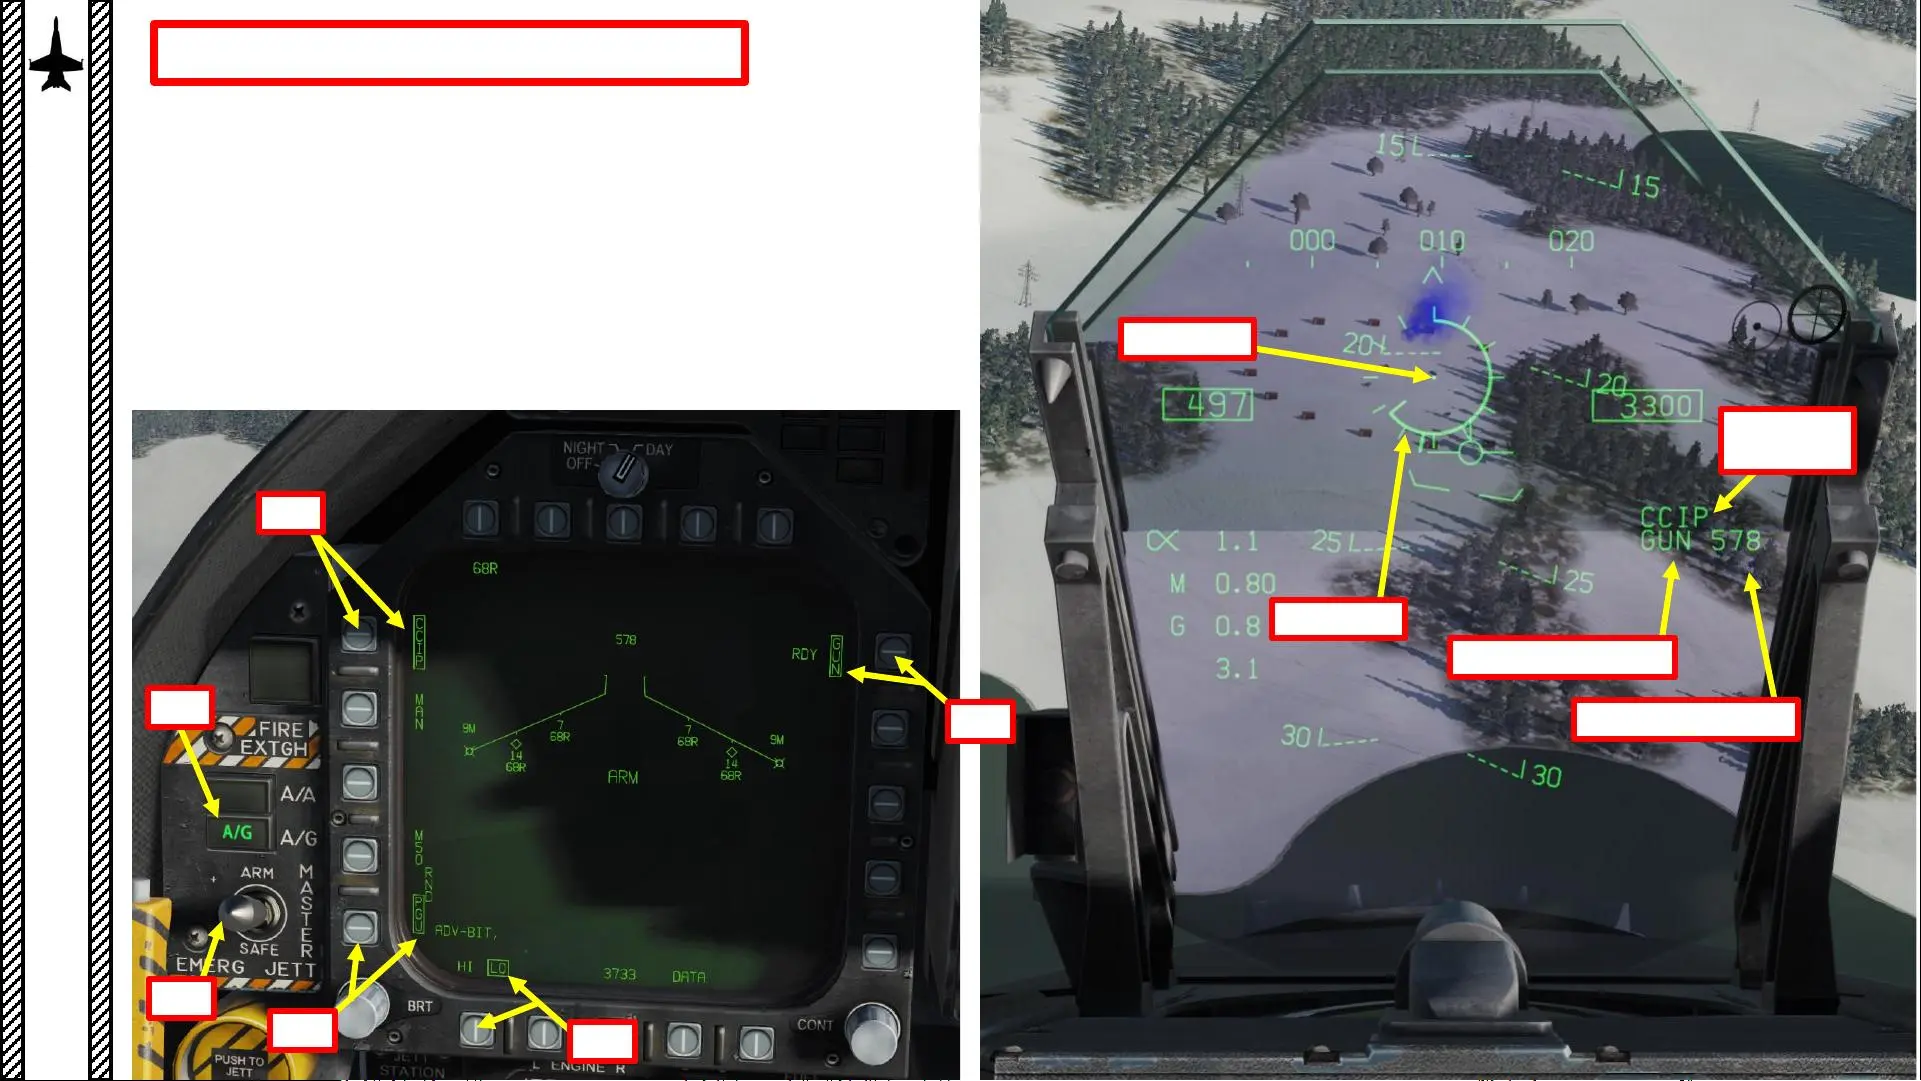 NIGHT DAY
OFF
68R
CCIP
578
RDY GUN
MAN
9M 7 68R 14 68R
7 68R 14 68R 9M
ARM
FIRE
EXTGH
A/A
A/G A/G
ARM
MASTER
SAFE
EMERG JETT
M50
RND
PGU
ADV-BIT,
HI LO 3733 DATA
BRT
CONT
PUSH TO
JETT
JETT
STATION
L ENGINE R
15 15
000 010 020
20 20
497 3300
CCIP
GUN 578
α 1.1
M 0.80
G 0.8
3.1
25 25
30 30